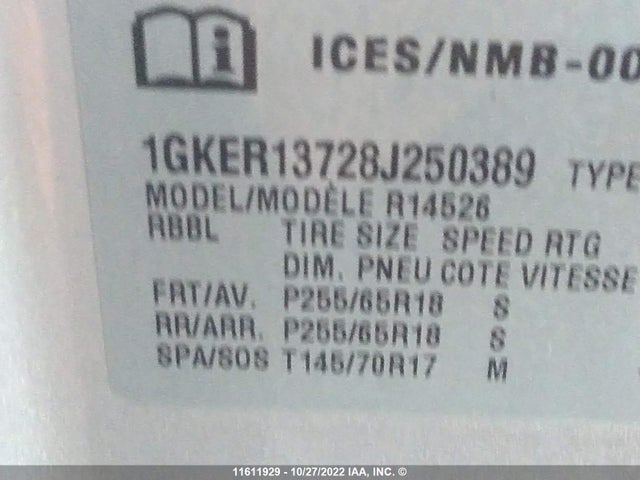 ICES/NMB-00
1GKER13728J250389 TYPE
MODEL/MODÈLE R14526
RBBL TIRE SIZE SPEED RTG
DIM. PNEU COTE VITESSE
FRT/AV. P255/65R18 S
RR/ARR. P255/65R18 S
SPA/SOS T145/70R17 M
11611929 - 10/27/2022 IAA, INC. ©